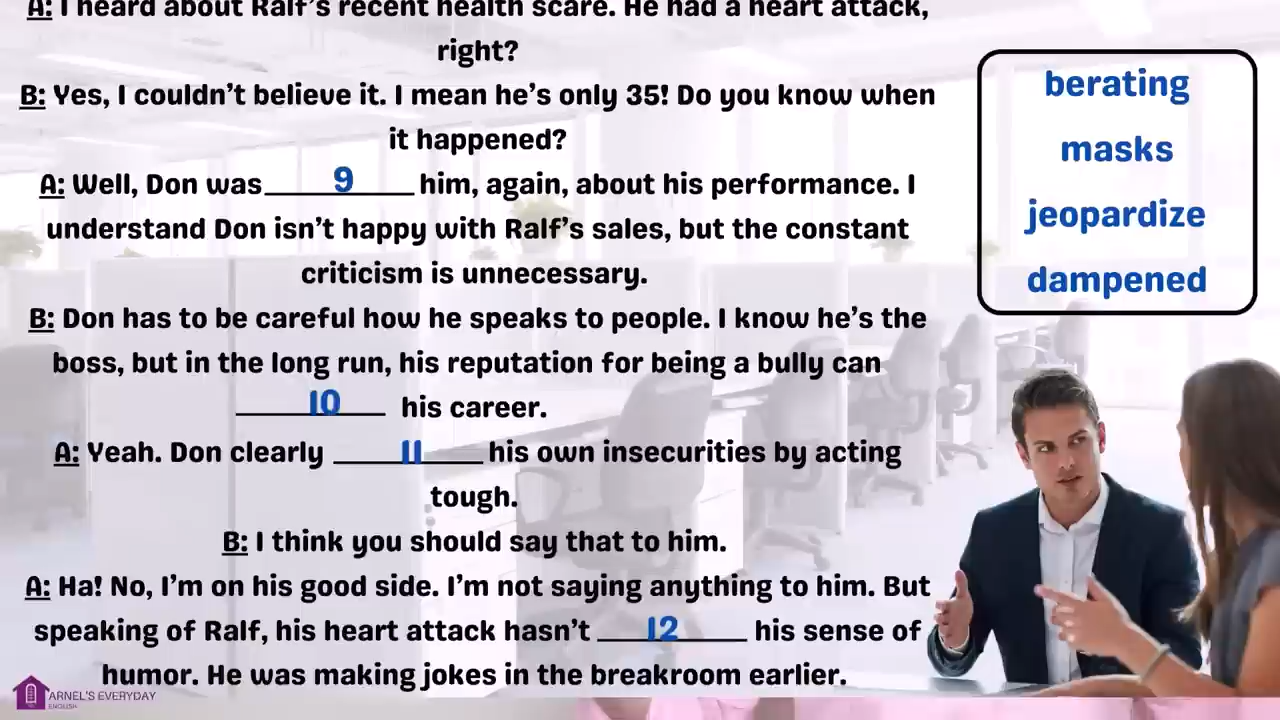 A: I heard about Ralf's recent health scare. He had a heart attack,
right?
B: Yes, I couldn't believe it. I mean he's only 35! Do you know when
it happened?
A: Well, Don was 9 him, again, about his performance. I
understand Don isn't happy with Ralf's sales, but the constant
criticism is unnecessary.
B: Don has to be careful how he speaks to people. I know he's the
boss, but in the long run, his reputation for being a bully can
10 his career.
A: Yeah. Don clearly 11 his own insecurities by acting
tough.
B: I think you should say that to him.
A: Ha! No, I'm on his good side. I'm not saying anything to him. But
speaking of Ralf, his heart attack hasn't 12 his sense of
humor. He was making jokes in the breakroom earlier.
berating
masks
jeopardize
dampened
ARNEL'S EVERYDAY
ENGLISH